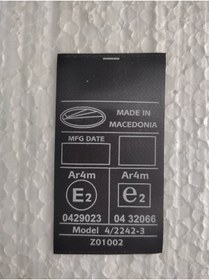 MADE IN
MACEDONIA
MFG DATE
Ar4m Ar4m
E2 e2
0429023 04 32066
Model 4/2242-3
Z01002